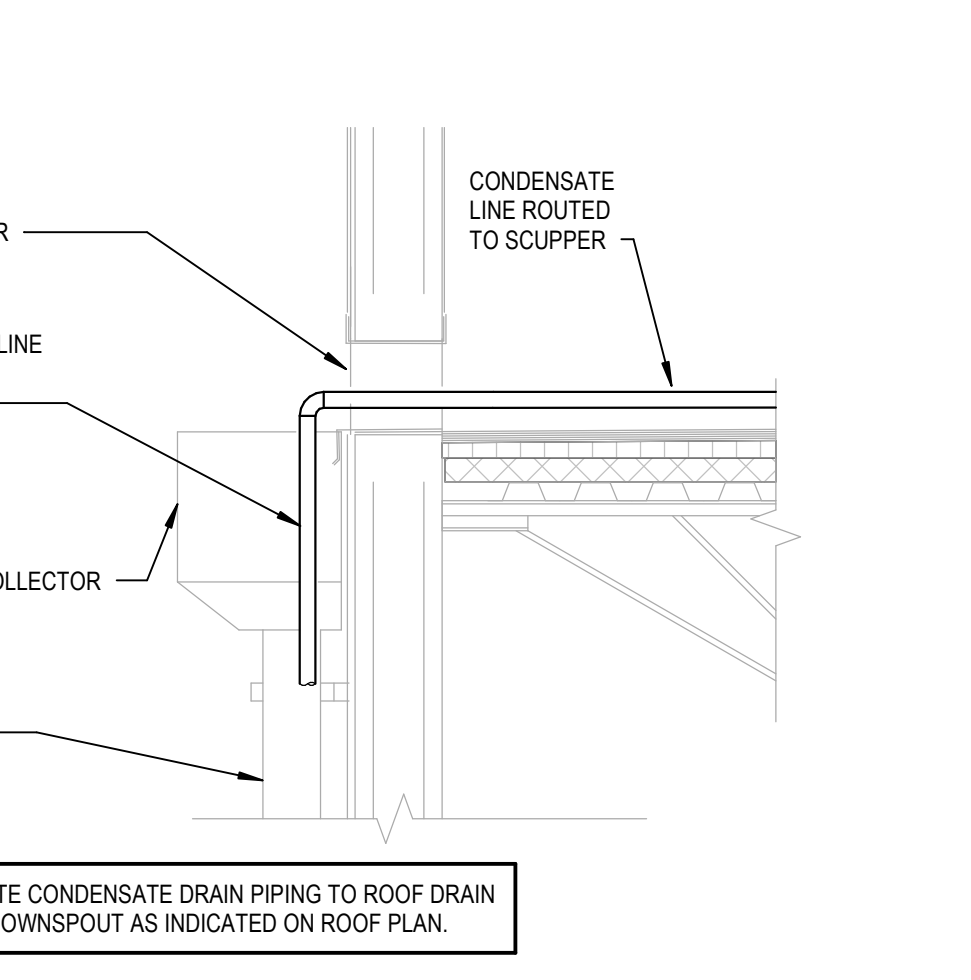 CONDENSATE
LINE ROUTED
TO SCUPPER
R
LINE
OLLECTOR
TE CONDENSATE DRAIN PIPING TO ROOF DRAIN
OWNSPOUT AS INDICATED ON ROOF PLAN.